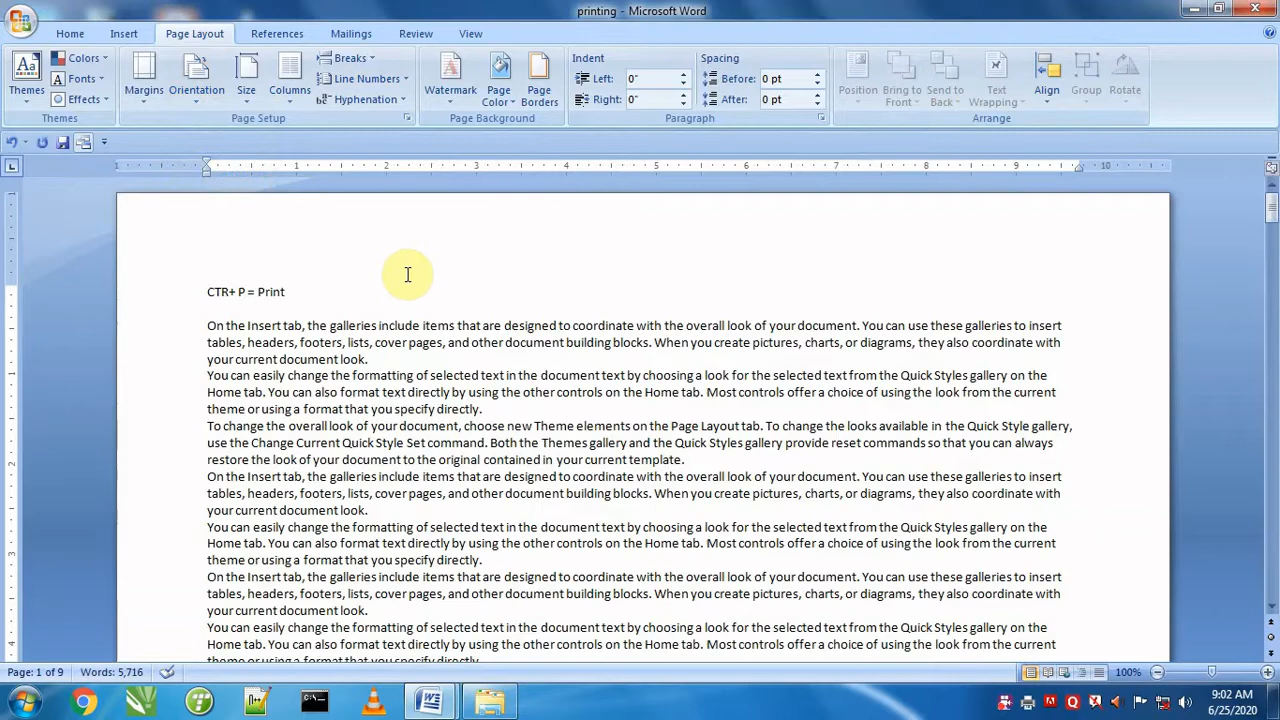 printing - Microsoft Word
Home Insert Page Layout References Mailings Review View
Themes
Colors
Fonts
Effects
Themes
Margins
Orientation
Size
Columns
Breaks
Line Numbers
Hyphenation
Page Setup
Watermark
Page Color
Page Borders
Page Background
Indent
Left: 0"
Right: 0"
Spacing
Before: 0 pt
After: 0 pt
Paragraph
Position
Bring to Front
Send to Back
Text Wrapping
Align
Group
Rotate
Arrange
1 1 2 3 4 5 6 7 8 9 10
CTR+ P = Print
On the Insert tab, the galleries include items that are designed to coordinate with the overall look of your document. You can use these galleries to insert
tables, headers, footers, lists, cover pages, and other document building blocks. When you create pictures, charts, or diagrams, they also coordinate with
your current document look.
You can easily change the formatting of selected text in the document text by choosing a look for the selected text from the Quick Styles gallery on the
Home tab. You can also format text directly by using the other controls on the Home tab. Most controls offer a choice of using the look from the current
theme or using a format that you specify directly.
To change the overall look of your document, choose new Theme elements on the Page Layout tab. To change the looks available in the Quick Style gallery,
use the Change Current Quick Style Set command. Both the Themes gallery and the Quick Styles gallery provide reset commands so that you can always
restore the look of your document to the original contained in your current template.
On the Insert tab, the galleries include items that are designed to coordinate with the overall look of your document. You can use these galleries to insert
tables, headers, footers, lists, cover pages, and other document building blocks. When you create pictures, charts, or diagrams, they also coordinate with
your current document look.
You can easily change the formatting of selected text in the document text by choosing a look for the selected text from the Quick Styles gallery on the
Home tab. You can also format text directly by using the other controls on the Home tab. Most controls offer a choice of using the look from the current
theme or using a format that you specify directly.
On the Insert tab, the galleries include items that are designed to coordinate with the overall look of your document. You can use these galleries to insert
tables, headers, footers, lists, cover pages, and other document building blocks. When you create pictures, charts, or diagrams, they also coordinate with
your current document look.
You can easily change the formatting of selected text in the document text by choosing a look for the selected text from the Quick Styles gallery on the
Home tab. You can also format text directly by using the other controls on the Home tab. Most controls offer a choice of using the look from the current
theme or using a format that you specify directly.
Page: 1 of 9 Words: 5,716 100%
9:02 AM
6/25/2020